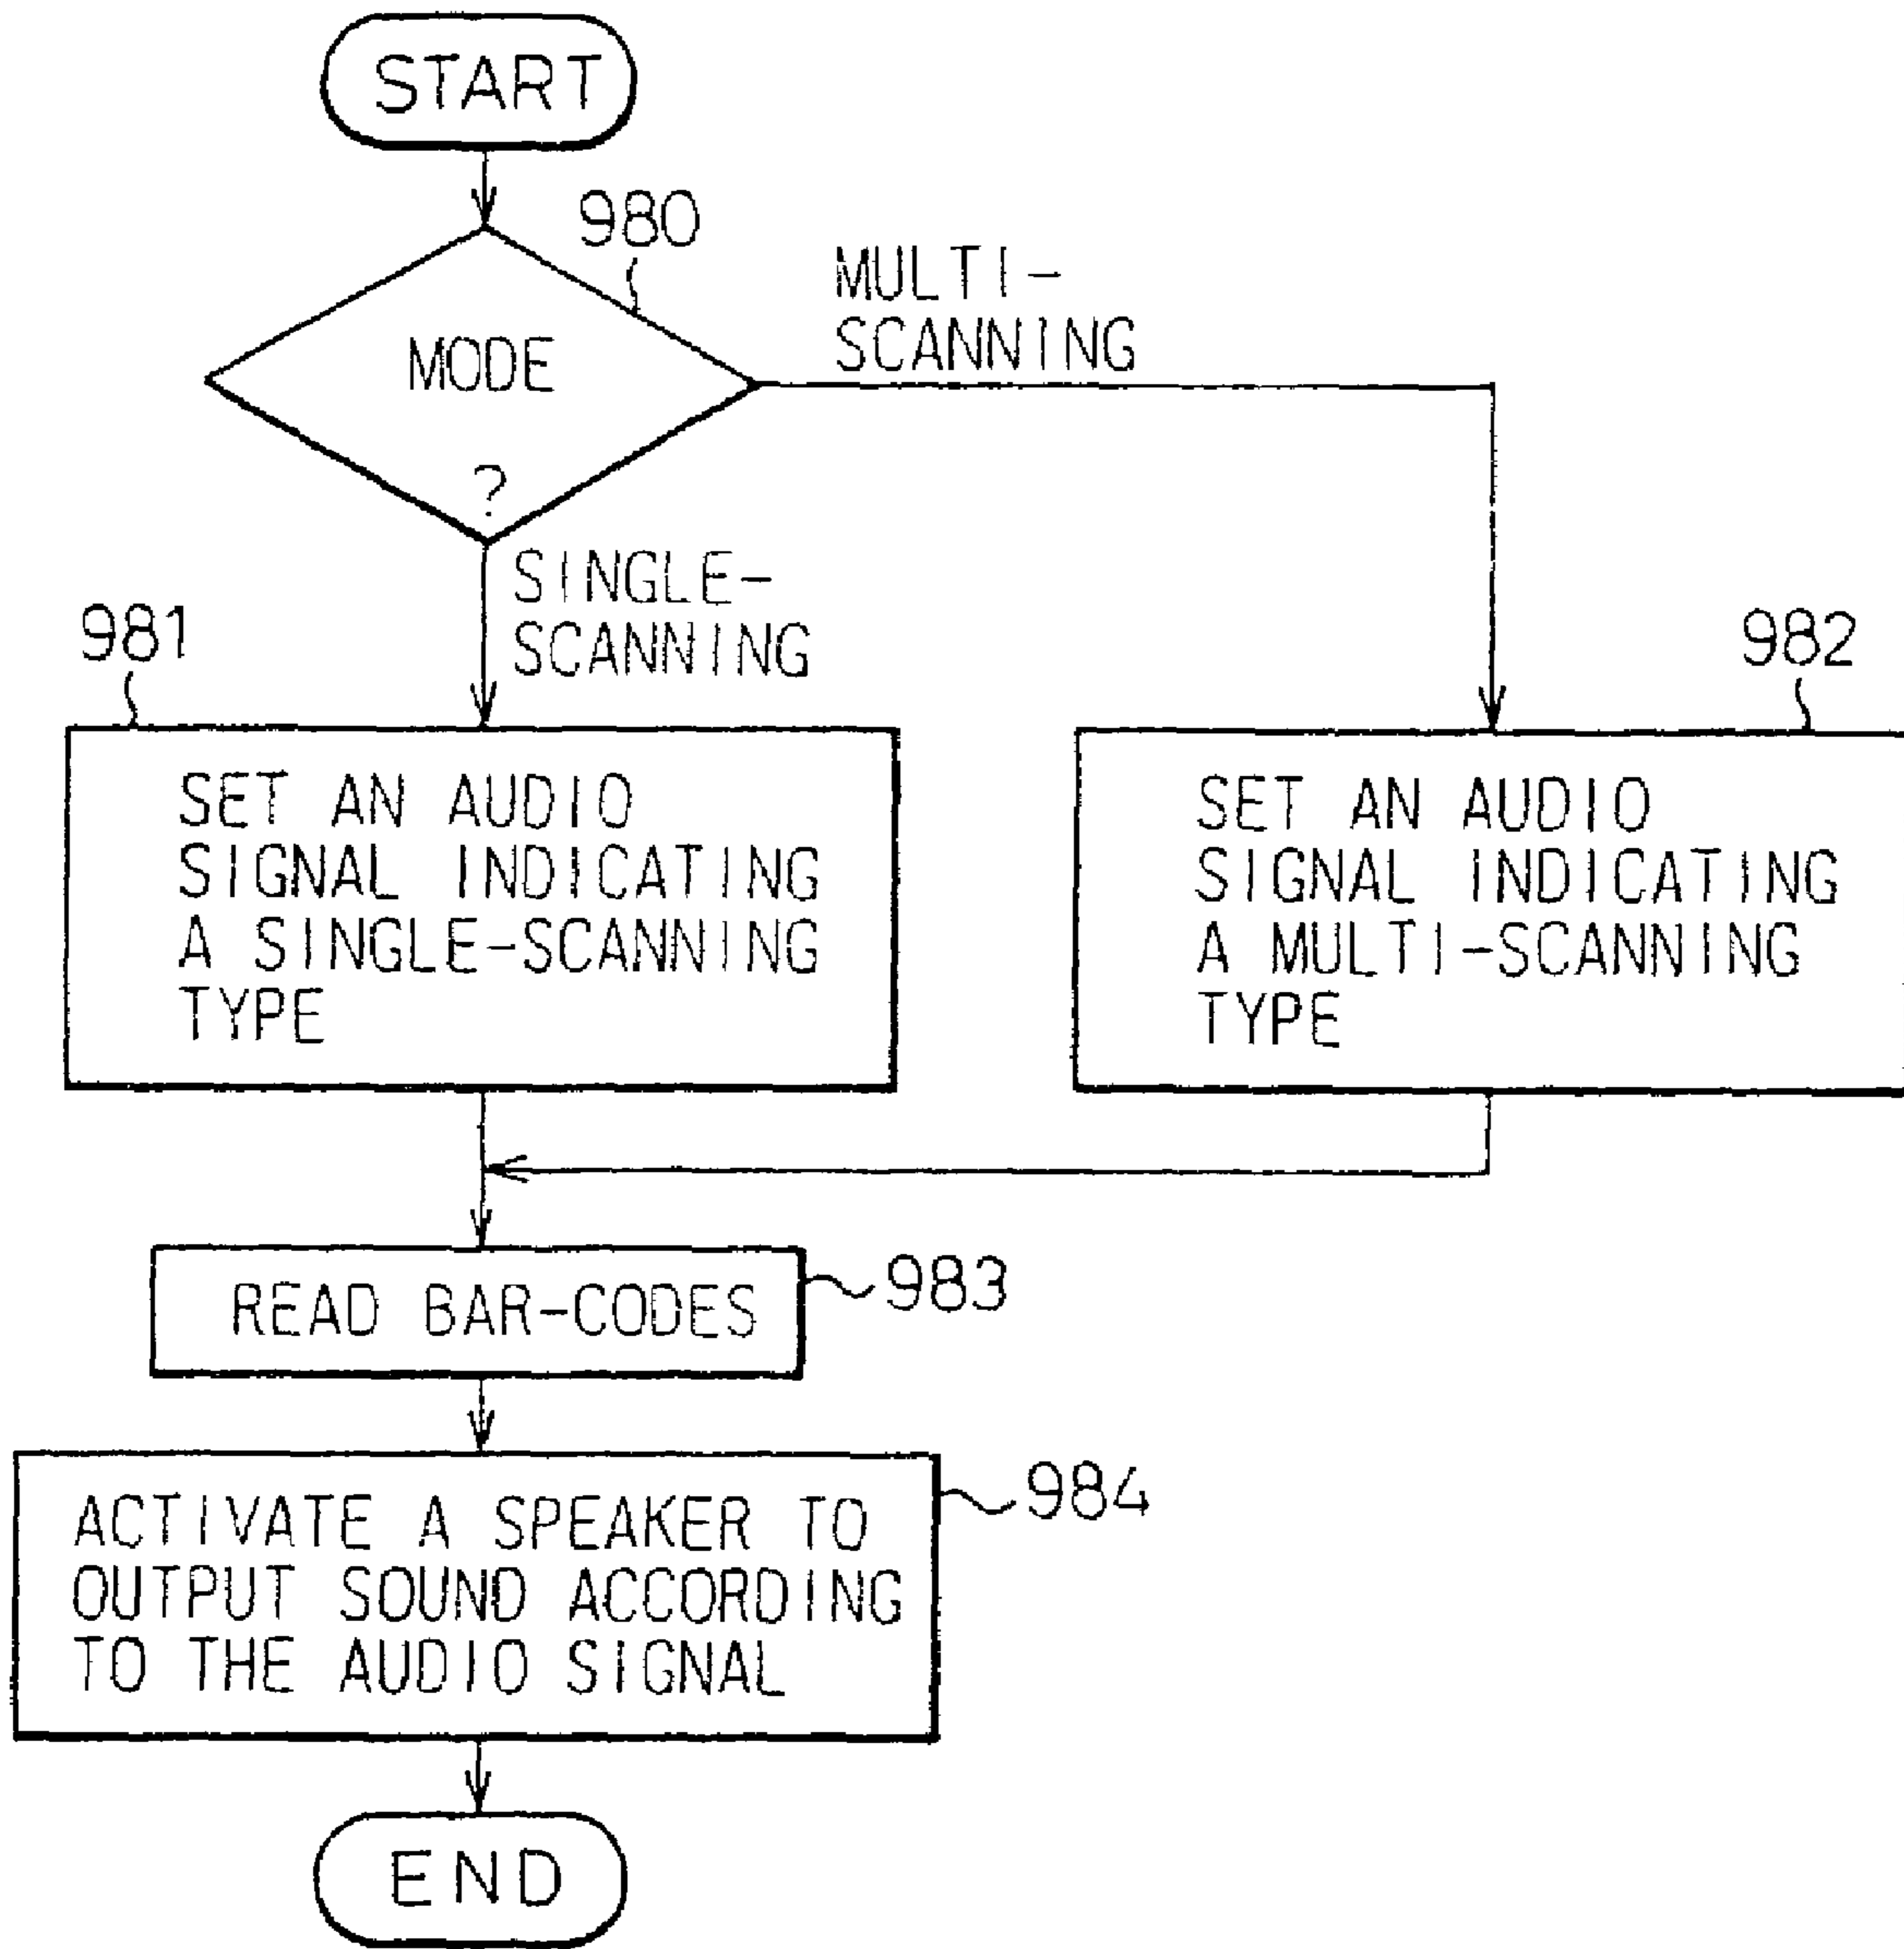 START
980
MODE
?
MULTI-
SCANNING
SINGLE-
SCANNING
981
SET AN AUDIO
SIGNAL INDICATING
A SINGLE-SCANNING
TYPE
982
SET AN AUDIO
SIGNAL INDICATING
A MULTI-SCANNING
TYPE
READ BAR-CODES
983
ACTIVATE A SPEAKER TO
OUTPUT SOUND ACCORDING
TO THE AUDIO SIGNAL
984
END